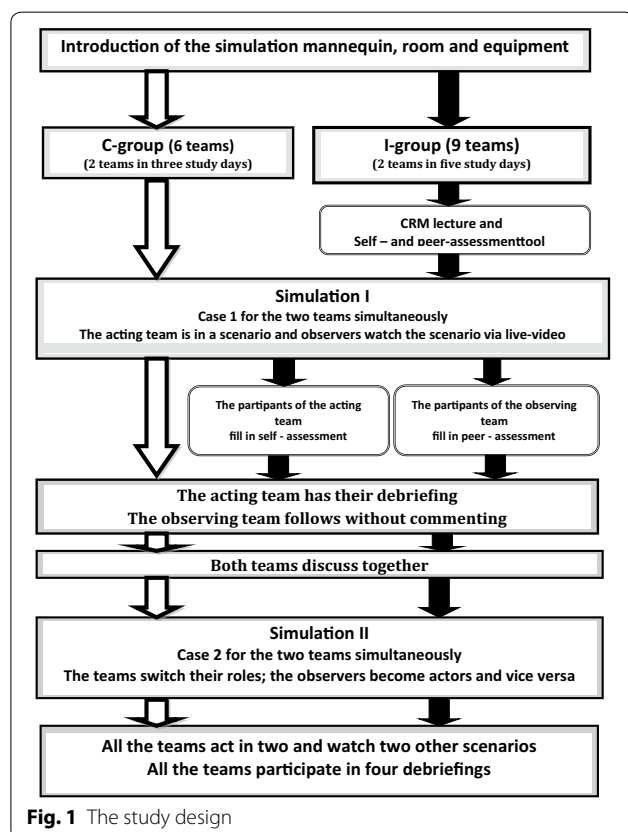 Introduction of the simulation mannequin, room and equipment
C-group (6 teams)
(2 teams in three study days)
I-group (9 teams)
(2 teams in five study days)
CRM lecture and
Self – and peer-assessmenttool
Simulation I
Case 1 for the two teams simultaneously
The acting team is in a scenario and observers watch the scenario via live-video
The partipants of the acting
team
fill in self - assessment
The partipants of the observing
team
fill in peer - assessment
The acting team has their debriefing
The observing team follows without commenting
Both teams discuss together
Simulation II
Case 2 for the two teams simultaneously
The teams switch their roles; the observers become actors and vice versa
All the teams act in two and watch two other scenarios
All the teams participate in four debriefings
Fig. 1 The study design